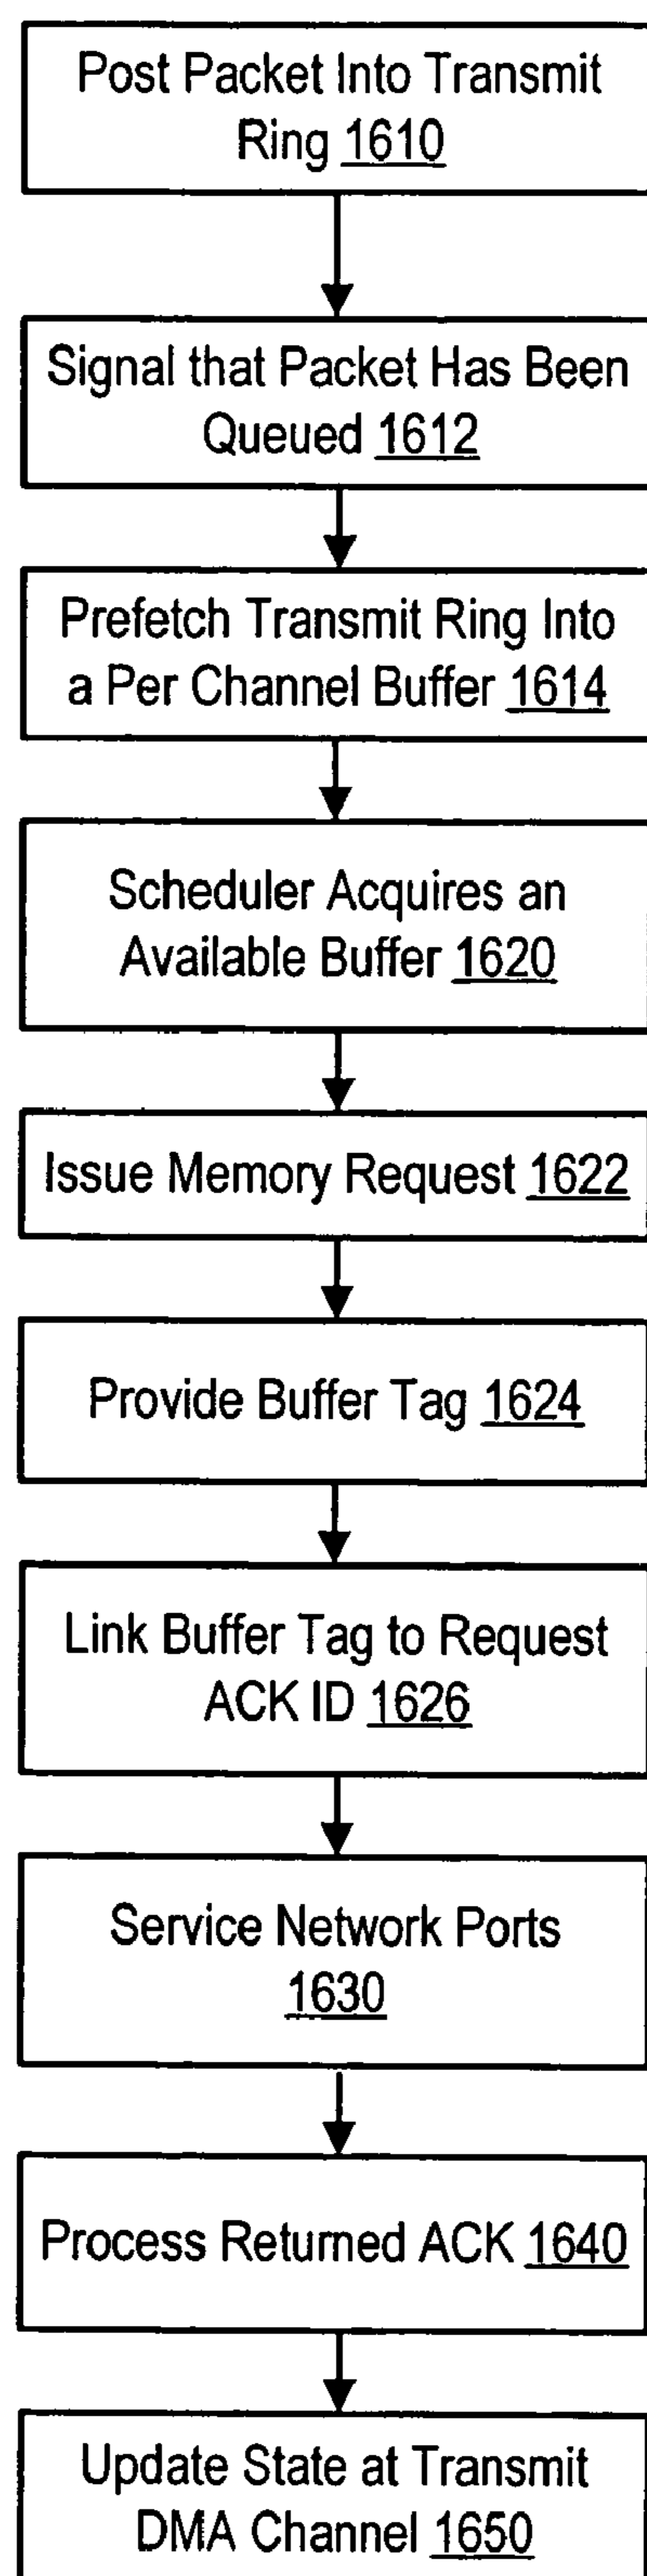 Post Packet Into Transmit
Ring 1610
Signal that Packet Has Been
Queued 1612
Prefetch Transmit Ring Into
a Per Channel Buffer 1614
Scheduler Acquires an
Available Buffer 1620
Issue Memory Request 1622
Provide Buffer Tag 1624
Link Buffer Tag to Request
ACK ID 1626
Service Network Ports
1630
Process Returned ACK 1640
Update State at Transmit
DMA Channel 1650